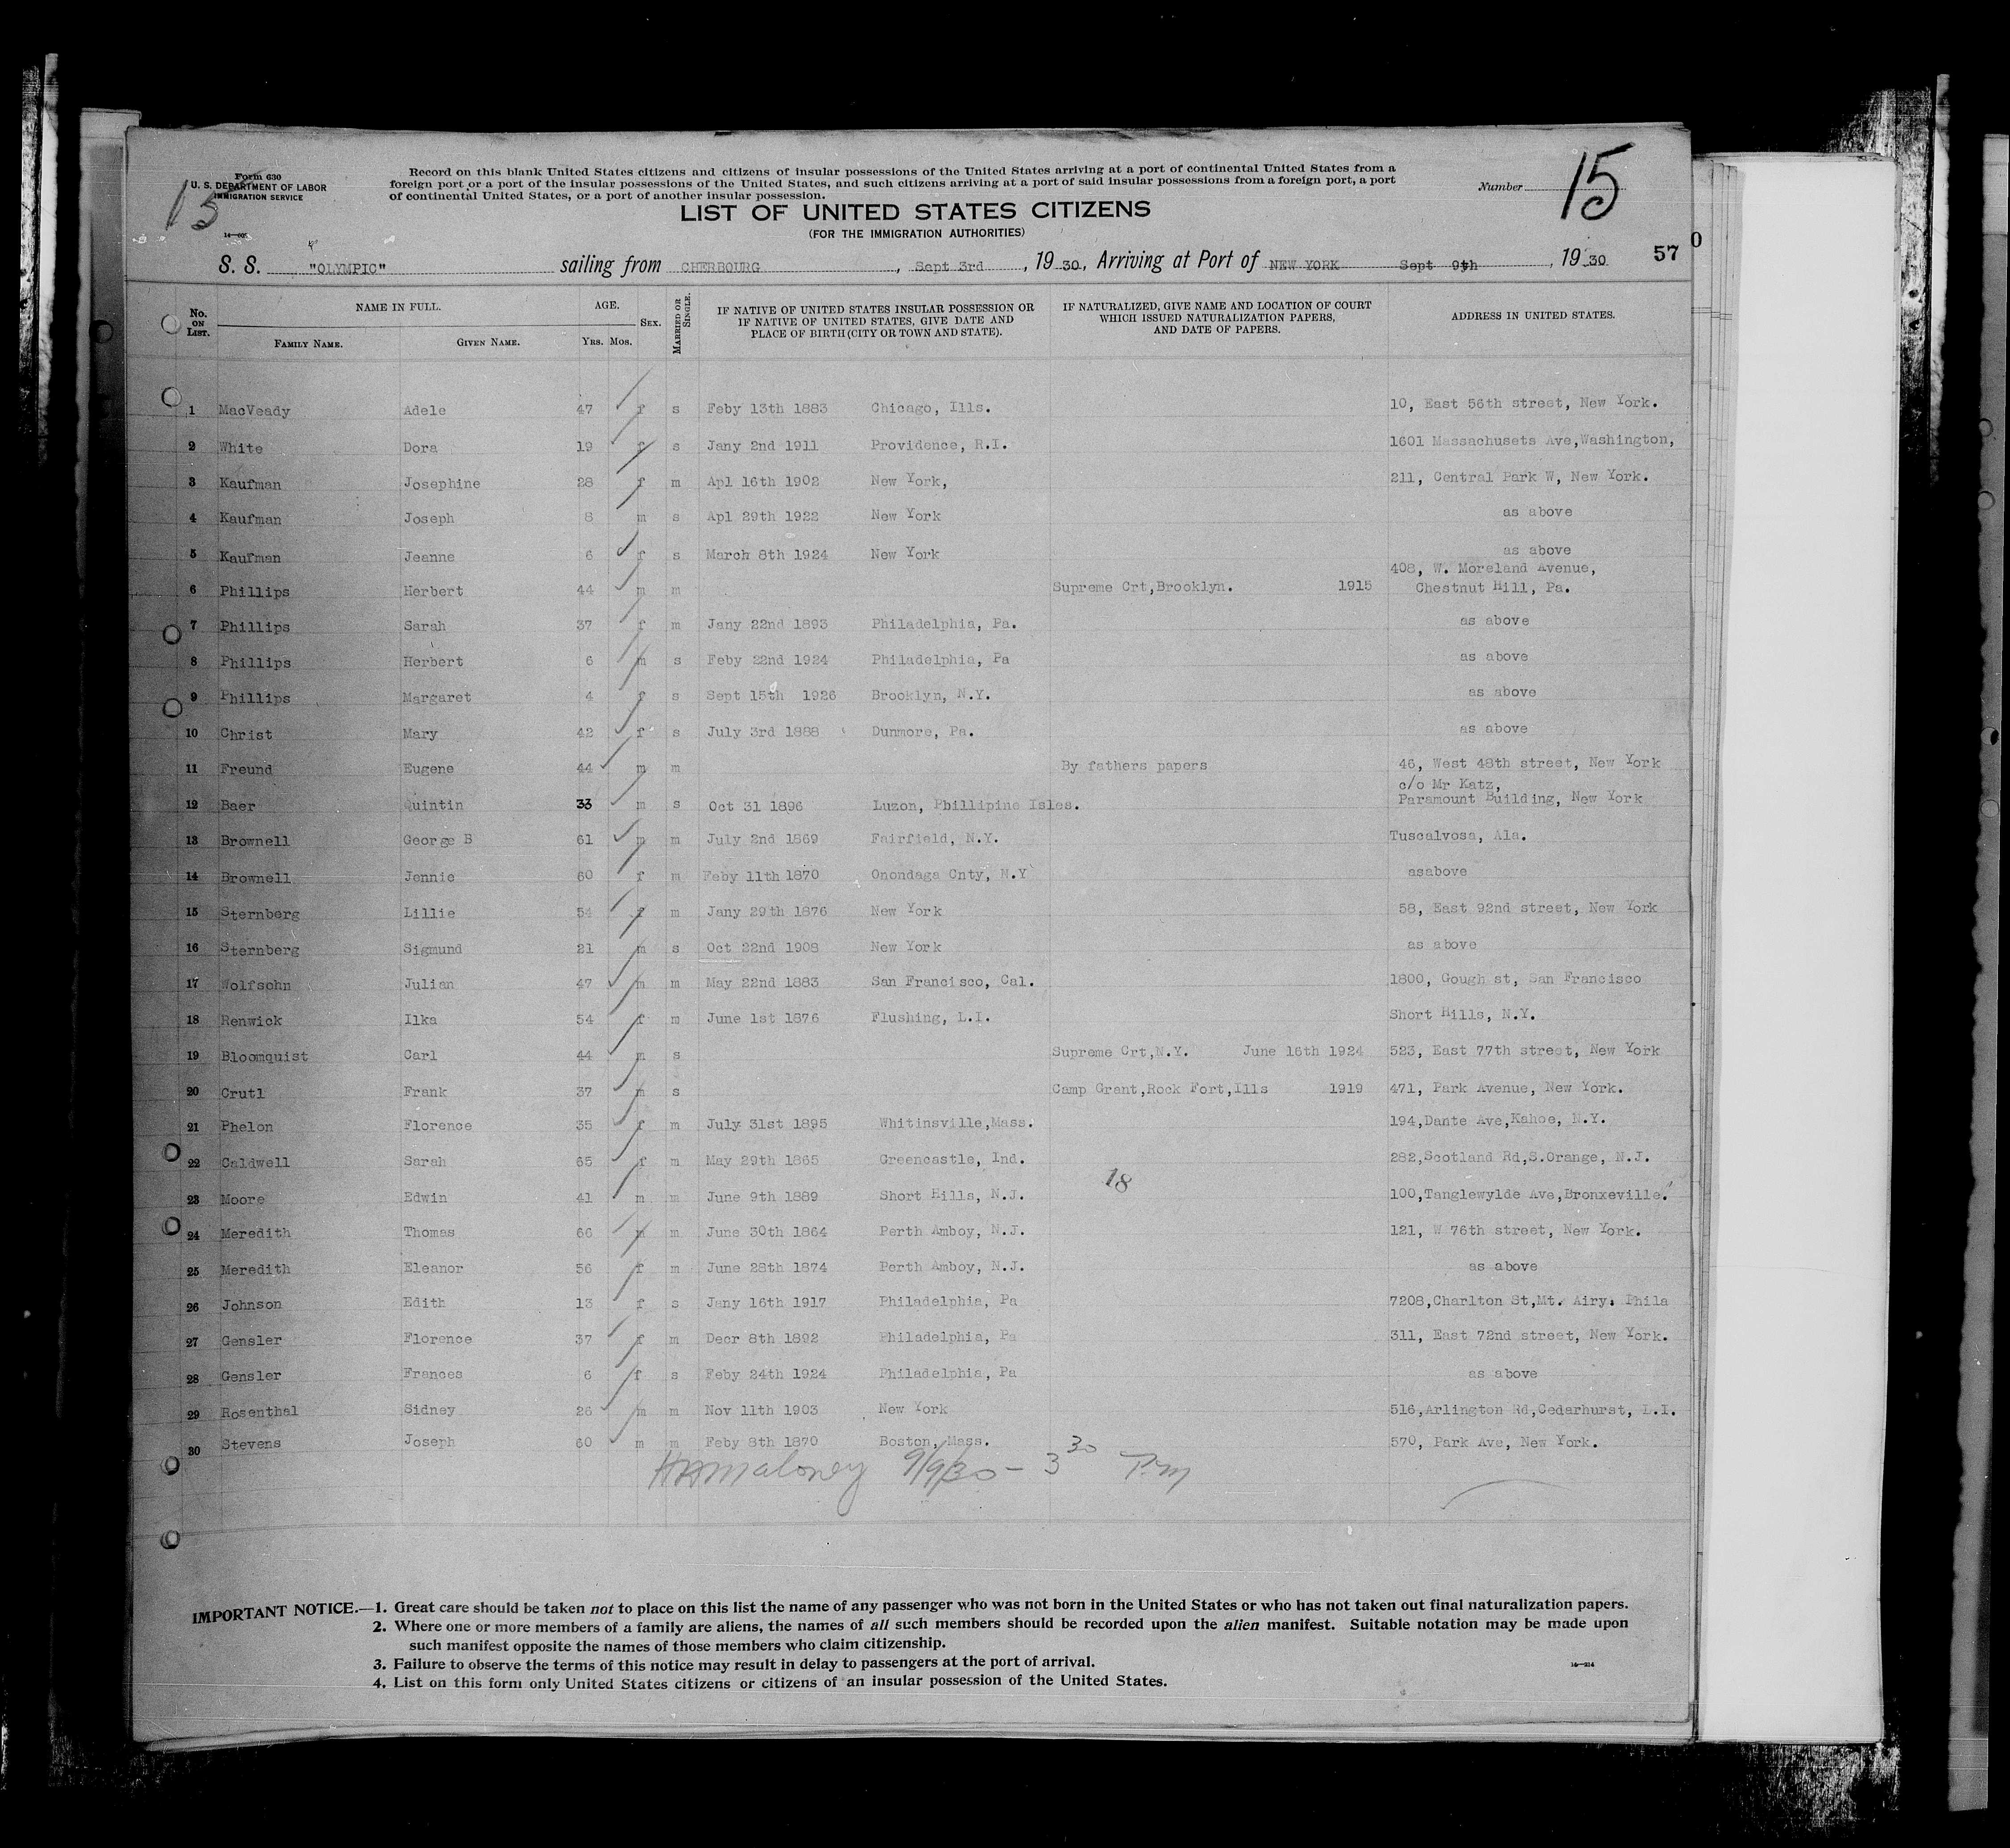 Form 630
U. S. DEPARTMENT OF LABOR
IMMIGRATION SERVICE
15
Record on this blank United States citizens and citizens of insular possessions of the United States arriving at a port of continental United States from a
foreign port or a port of the insular possessions of the United States, and such citizens arriving at a port of said insular possessions from a foreign port, a port
of continental United States, or a port of another insular possession.
Number 15
LIST OF UNITED STATES CITIZENS
(FOR THE IMMIGRATION AUTHORITIES)
S. S. "OLYMPIC" sailing from CHERBOURG, Sept 3rd, 1930, Arriving at Port of NEW YORK Sept 9th, 1930 57
0
No. ON LIST. NAME IN FULL. FAMILY NAME. GIVEN NAME. AGE. YRS. MOS. SEX. MARRIED OR SINGLE. IF NATIVE OF UNITED STATES INSULAR POSSESSION OR IF NATIVE OF UNITED STATES, GIVE DATE AND PLACE OF BIRTH (CITY OR TOWN AND STATE). IF NATURALIZED, GIVE NAME AND LOCATION OF COURT WHICH ISSUED NATURALIZATION PAPERS, AND DATE OF PAPERS. ADDRESS IN UNITED STATES.
1 MacVeady Adele 47 f s Feby 13th 1883 Chicago, Ills. 10, East 56th street, New York.
2 White Dora 19 f s Jany 2nd 1911 Providence, R.I. 1601 Massachusets Ave,Washington,
3 Kaufman Josephine 28 f m Apl 16th 1902 New York, 211, Central Park W, New York.
4 Kaufman Joseph 8 m s Apl 29th 1922 New York as above
5 Kaufman Jeanne 6 f s March 8th 1924 New York as above
6 Phillips Herbert 44 m m Supreme Crt,Brooklyn. 1915 408, W. Moreland Avenue,
Chestnut Hill, Pa.
7 Phillips Sarah 37 f m Jany 22nd 1893 Philadelphia, Pa. as above
8 Phillips Herbert 6 m s Feby 22nd 1924 Philadelphia, Pa as above
9 Phillips Margaret 4 f s Sept 15th 1926 Brooklyn, N.Y. as above
10 Christ Mary 42 f s July 3rd 1888 Dunmore, Pa. as above
11 Freund Eugene 44 m m By fathers papers 46, West 48th street, New York
12 Baer Quintin 33 m s Oct 31 1896 Luzon, Phillipine Isles. c/o Mr Katz,
Paramount Building, New York
13 Brownell George B 61 m m July 2nd 1869 Fairfield, N.Y. Tuscalvosa, Ala.
14 Brownell Jennie 60 f m Feby 11th 1870 Onondaga Cnty, N.Y asabove
15 Sternberg Lillie 54 f m Jany 29th 1876 New York 58, East 92nd street, New York
16 Sternberg Sigmund 21 m s Oct 22nd 1908 New York as above
17 Wolfsohn Julian 47 m m May 22nd 1883 San Francisco, Cal. 1800, Gough st, San Francisco
18 Renwick Ilka 54 f m June 1st 1876 Flushing, L.I. Short Hills, N.Y.
19 Bloomquist Carl 44 m s Supreme Crt,N.Y. June 16th 1924 523, East 77th street, New York
20 Crutl Frank 37 m s Camp Grant,Rock Fort,Ills 1919 471, Park Avenue, New York.
21 Phelon Florence 35 f m July 31st 1895 Whitinsville,Mass. 194,Dante Ave,Kahoe, N.Y.
22 Caldwell Sarah 65 f m May 29th 1865 Greencastle, Ind. 282,Scotland Rd,S.Orange, N.J.
18
23 Moore Edwin 41 m m June 9th 1889 Short Hills, N.J. 100,Tanglewylde Ave,Bronxeville.
24 Meredith Thomas 66 m m June 30th 1864 Perth Amboy, N.J. 121, W 76th street, New York.
25 Meredith Eleanor 56 f m June 28th 1874 Perth Amboy, N.J. as above
26 Johnson Edith 13 f s Jany 16th 1917 Philadelphia, Pa 7208,Charlton St,Mt. Airy. Phila
27 Gensler Florence 37 f m Decr 8th 1892 Philadelphia, Pa 311, East 72nd street, New York.
28 Gensler Frances 6 f s Feby 24th 1924 Philadelphia, Pa as above
29 Rosenthal Sidney 26 m m Nov 11th 1903 New York 516,Arlington Rd,Cedarhurst, L.I.
30 Stevens Joseph 60 m m Feby 8th 1870 Boston, Mass. 570, Park Ave, New York.
Maloney 9/9/30 - 3 30 P.m
IMPORTANT NOTICE.—1. Great care should be taken not to place on this list the name of any passenger who was not born in the United States or who has not taken out final naturalization papers.
2. Where one or more members of a family are aliens, the names of all such members should be recorded upon the alien manifest. Suitable notation may be made upon
such manifest opposite the names of those members who claim citizenship.
3. Failure to observe the terms of this notice may result in delay to passengers at the port of arrival.
4. List on this form only United States citizens or citizens of an insular possession of the United States.